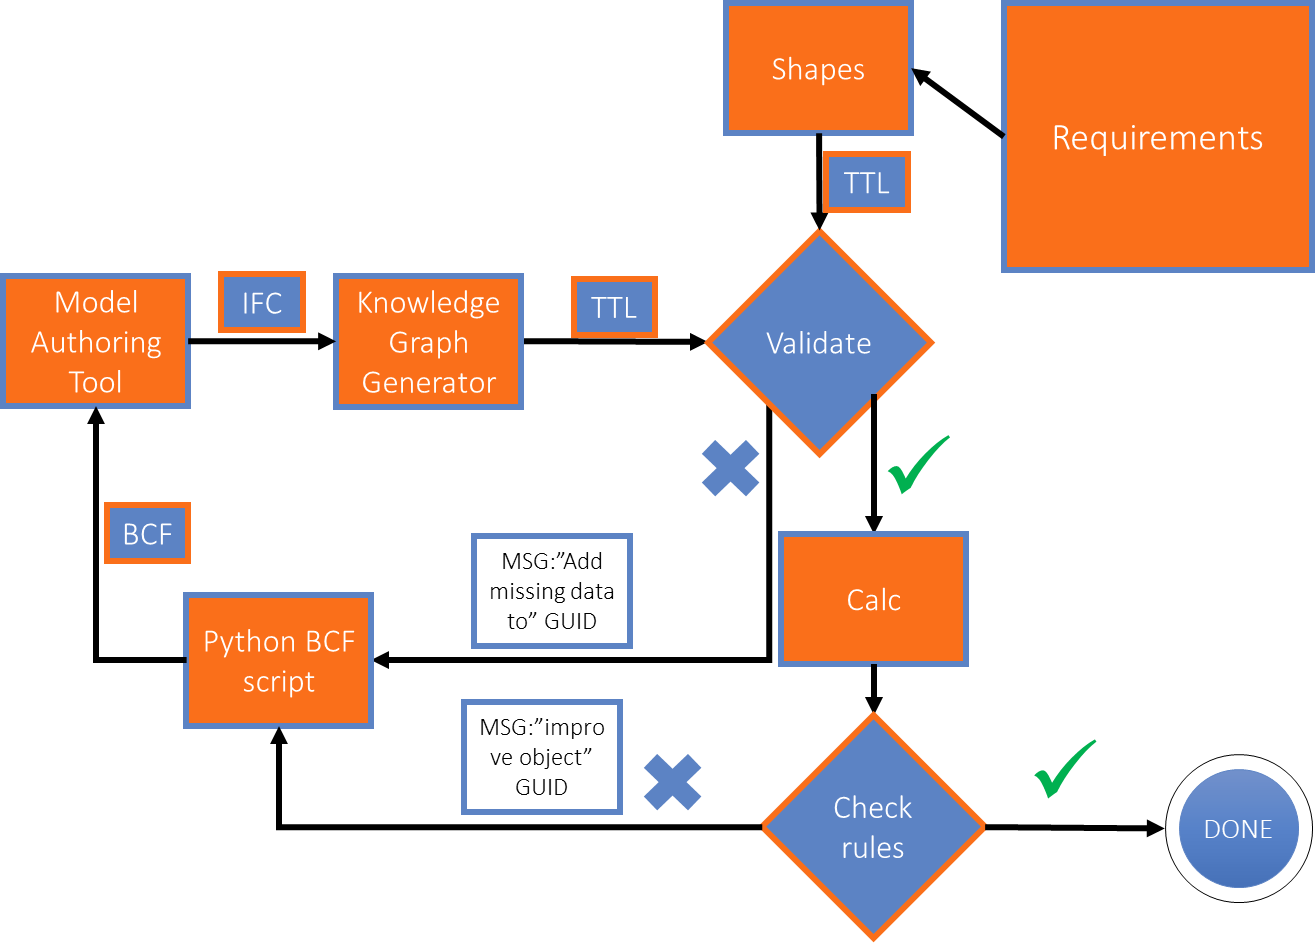 Shapes
Requirements
TTL
Model
Authoring
Tool
IFC
Knowledge
Graph
Generator
TTL
Validate
BCF
MSG:”Add
missing data
to” GUID
Calc
Python BCF
script
MSG:”impro
ve object”
GUID
Check
rules
DONE